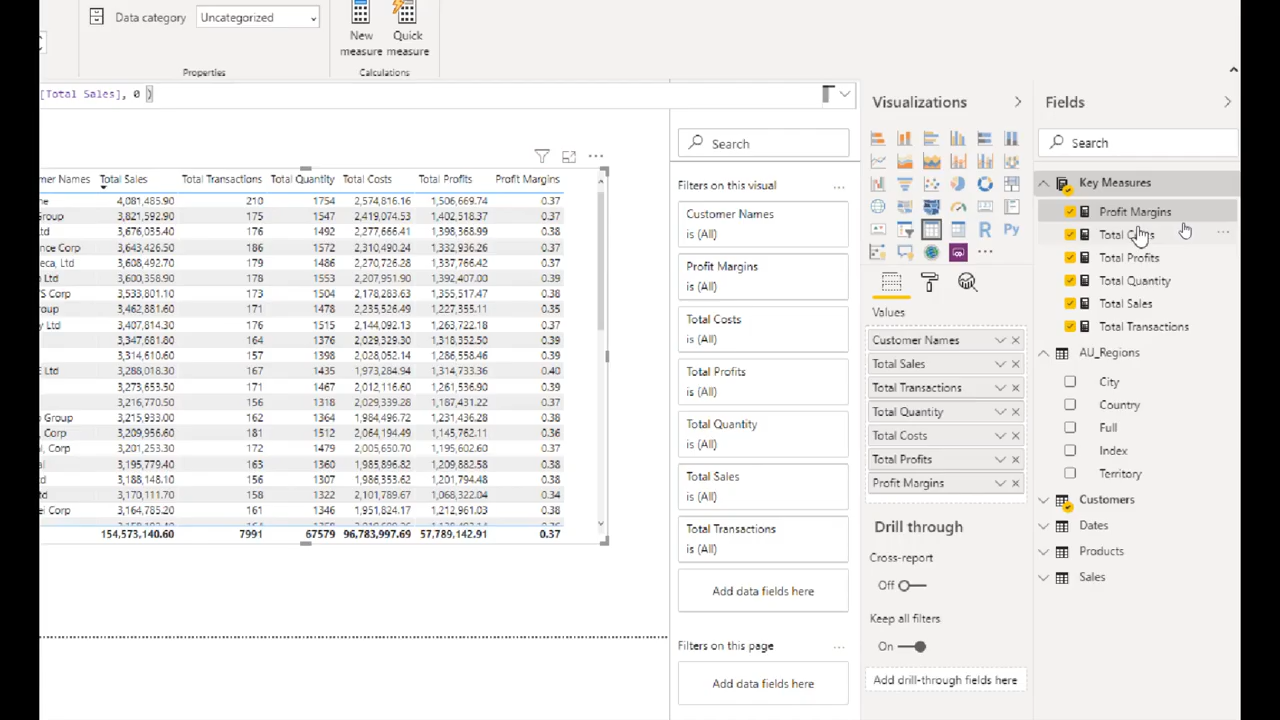 Data category Uncategorized
New measure
Quick measure
Properties
Calculations
[Total Sales], 0 )
Names Total Sales Total Transactions Total Quantity Total Costs Total Profits Profit Margins
4,081,485.90 210 1754 2,574,816.16 1,506,669.74 0.37
Group 3,821,592.90 175 1547 2,419,074.53 1,402,518.37 0.37
3,676,035.40 176 1492 2,277,666.41 1,398,368.99 0.38
Corp 3,643,426.50 186 1572 2,310,490.24 1,332,936.26 0.37
Ltd 3,608,492.70 179 1486 2,270,726.28 1,337,766.42 0.37
Ltd 3,600,358.90 178 1553 2,207,951.90 1,392,407.00 0.39
Corp 3,533,801.10 173 1504 2,178,283.63 1,355,517.47 0.38
3,462,881.60 171 1478 2,235,526.49 1,227,355.11 0.35
Ltd 3,407,814.30 176 1515 2,144,092.13 1,263,722.18 0.37
3,347,681.80 164 1376 2,029,329.30 1,318,352.50 0.39
3,314,610.60 157 1398 2,028,052.14 1,286,558.46 0.39
Ltd 3,288,018.30 167 1435 1,973,284.94 1,314,733.36 0.40
3,273,653.50 171 1467 2,012,116.60 1,261,536.90 0.39
3,216,770.50 156 1318 2,029,339.28 1,187,431.22 0.37
Group 3,215,933.00 162 1364 1,984,496.72 1,231,436.28 0.38
Corp 3,209,956.60 181 1512 2,064,194.49 1,145,762.11 0.36
Corp 3,201,253.30 172 1479 2,005,650.70 1,195,602.60 0.37
3,195,779.40 163 1360 1,985,896.82 1,209,882.58 0.38
3,188,148.10 156 1307 1,986,353.62 1,201,794.48 0.38
3,170,111.70 158 1322 2,101,789.67 1,068,322.04 0.34
Corp 3,164,785.20 161 1346 1,951,824.17 1,212,961.03 0.38
154,573,140.60 7991 67579 96,783,997.69 57,789,142.91 0.37
Search
Filters on this visual ...
Customer Names
is (All)
Profit Margins
is (All)
Total Costs
is (All)
Total Profits
is (All)
Total Quantity
is (All)
Total Sales
is (All)
Total Transactions
is (All)
Add data fields here
Filters on this page ...
Add data fields here
Visualizations
R Py
Values
Customer Names
Total Sales
Total Transactions
Total Quantity
Total Costs
Total Profits
Profit Margins
Drill through
Cross-report
Off
Keep all filters
On
Add drill-through fields here
Fields
Search
Key Measures
Profit Margins
Total
Total Profits
Total Quantity
Total Sales
Total Transactions
AU_Regions
City
Country
Full
Index
Territory
Customers
Dates
Products
Sales